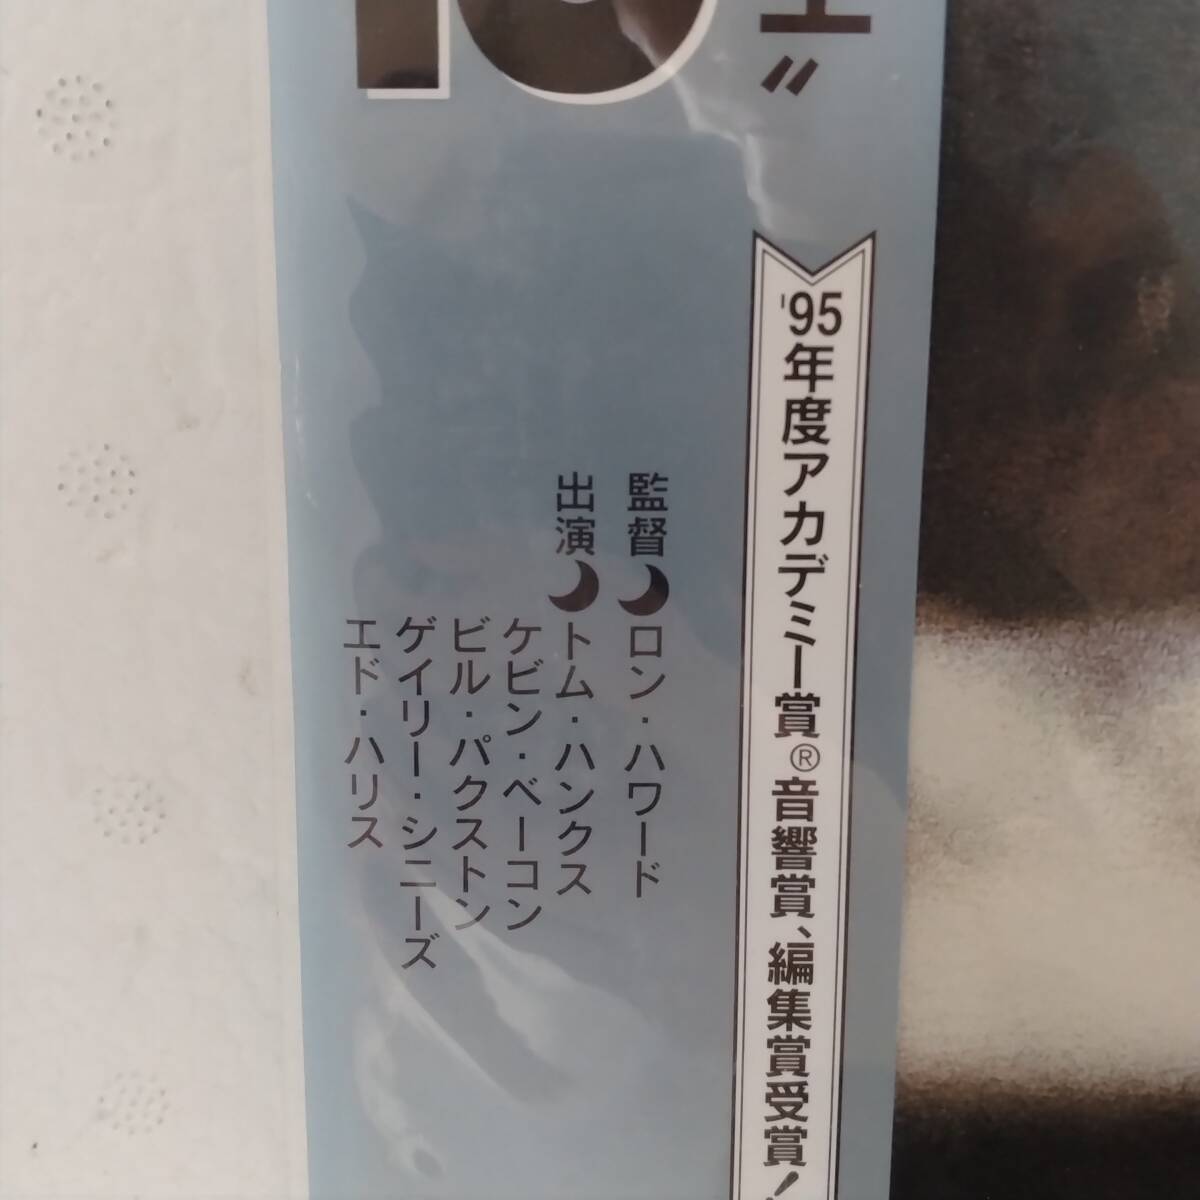 '95年度アカデミー賞®音響賞、編集賞受賞!
監督 ロン・ハワード
出演 トム・ハンクス
ケビン・ベーコン
ビル・パクストン
ゲイリー・シニーズ
エド・ハリス